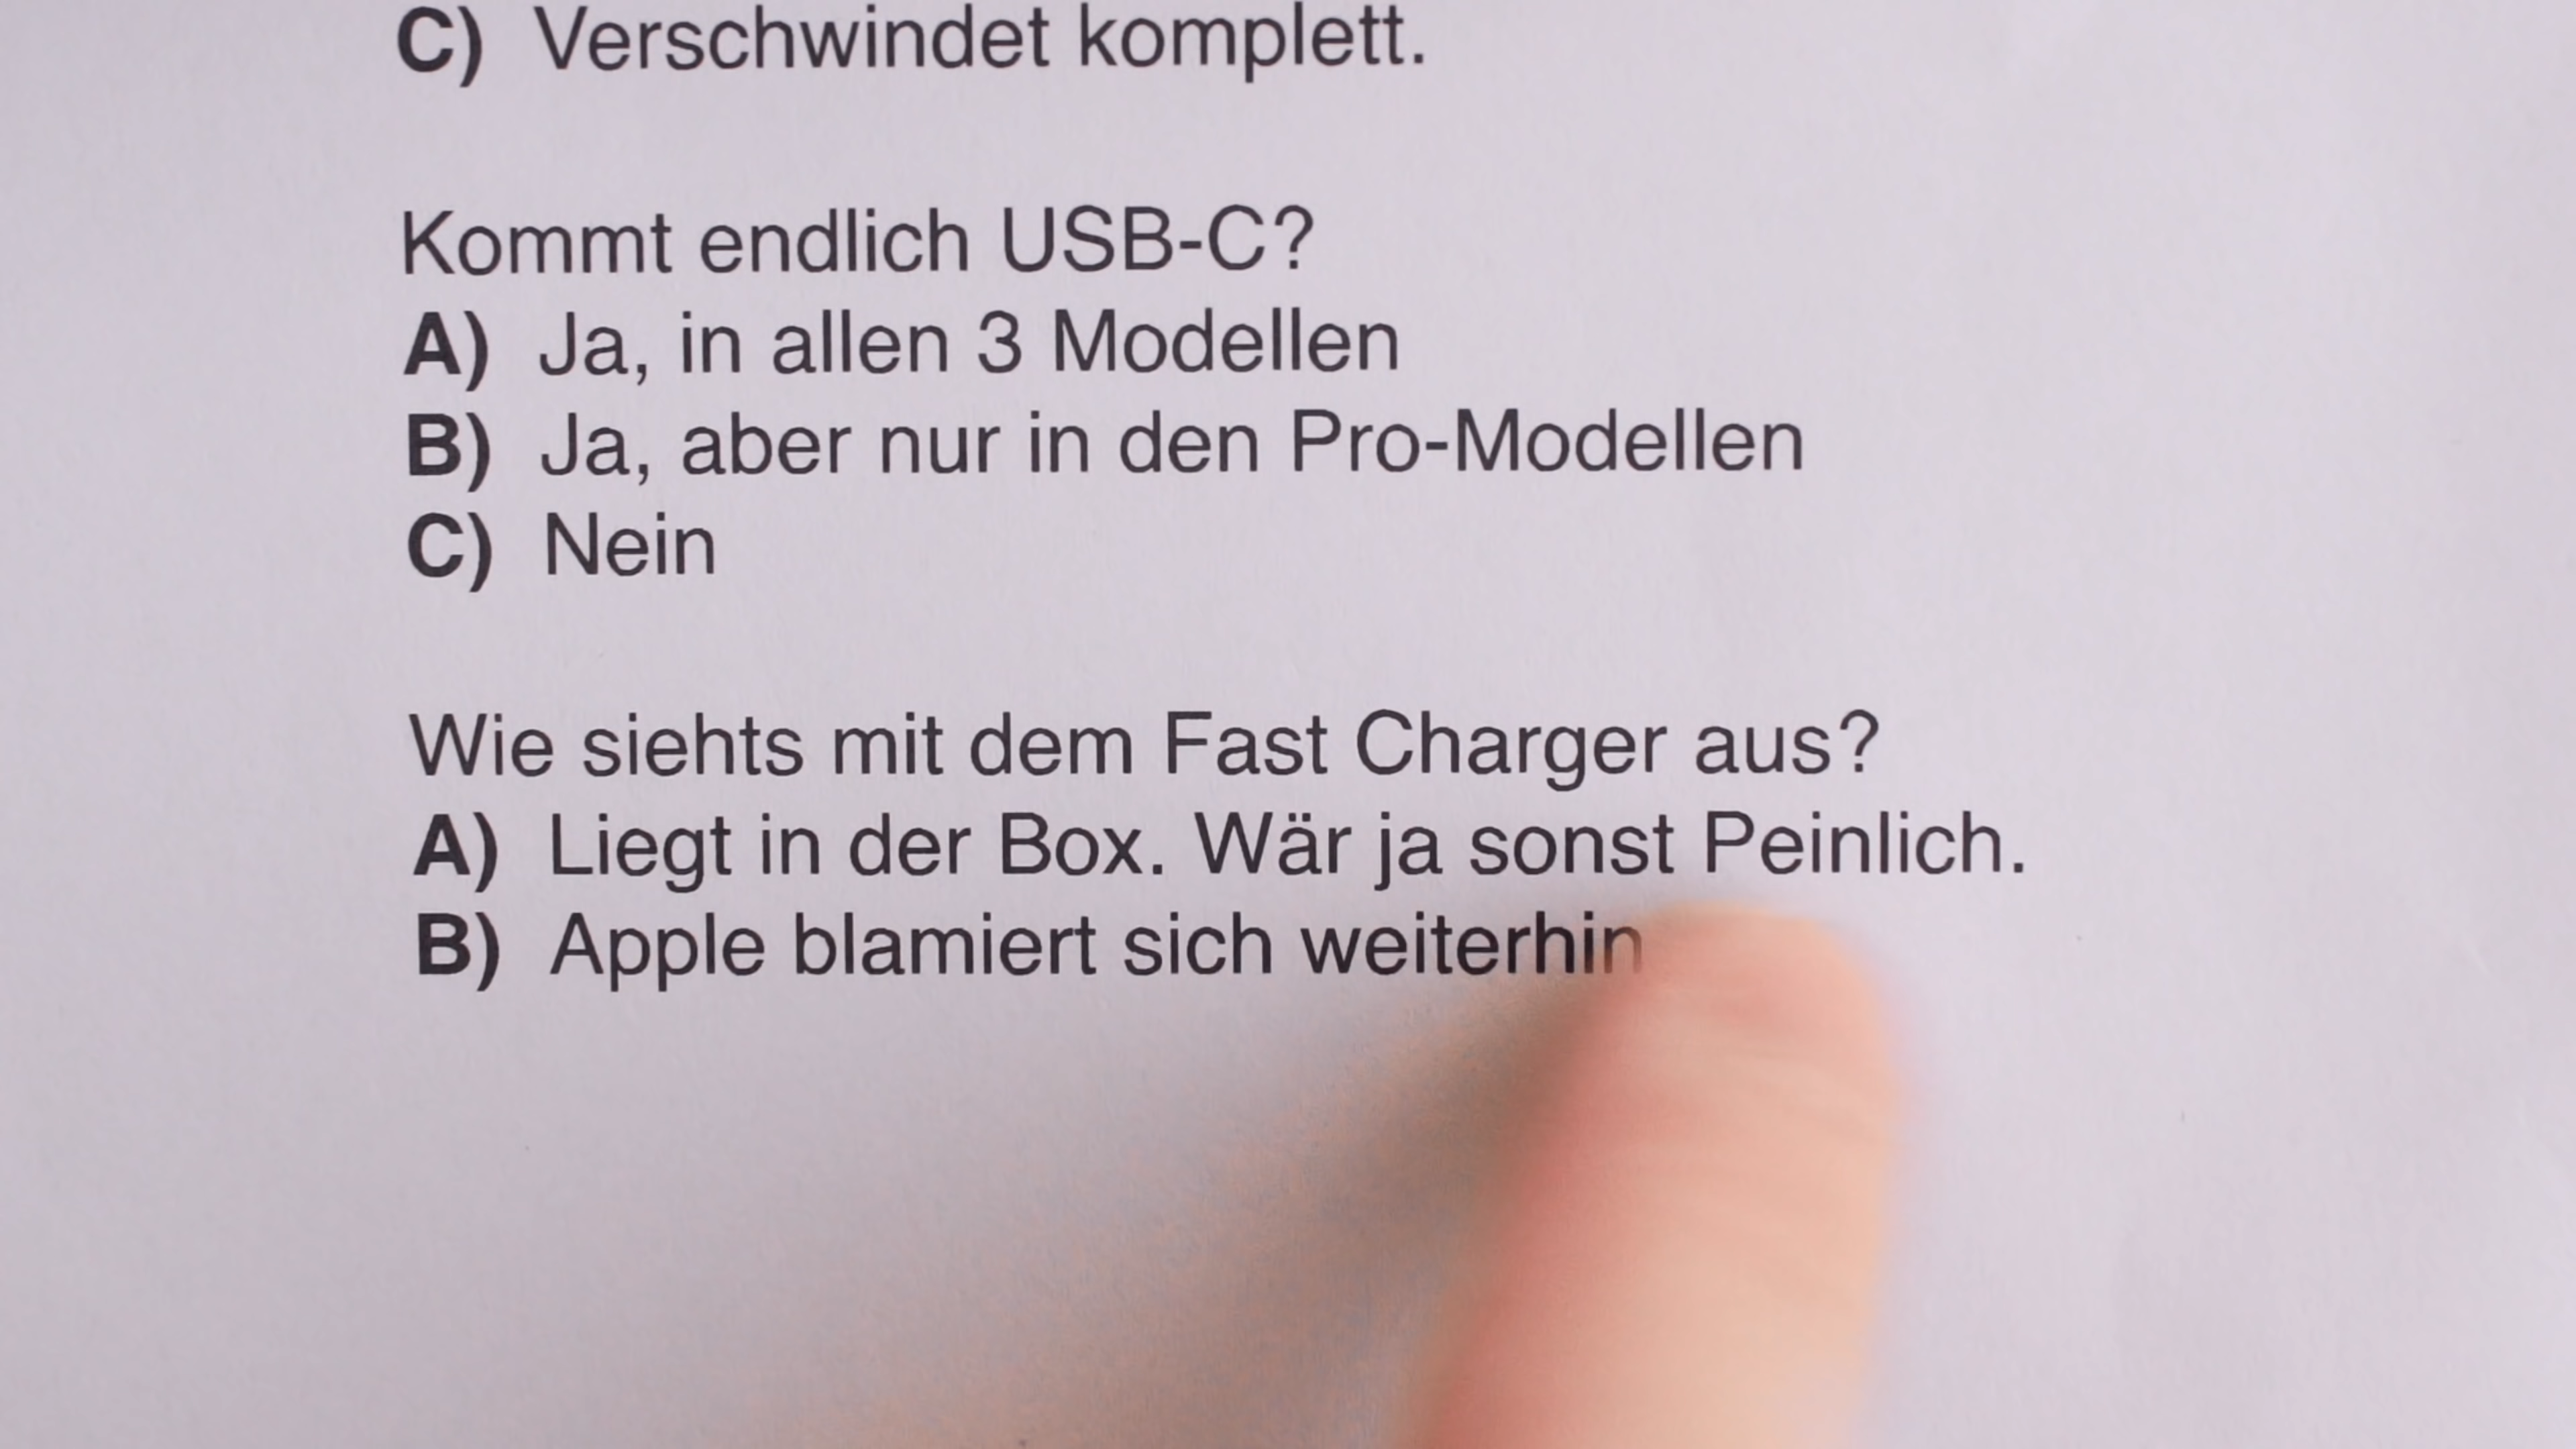 C) Verschwindet komplett.
Kommt endlich USB-C?
A) Ja, in allen 3 Modellen
B) Ja, aber nur in den Pro-Modellen
C) Nein
Wie siehts mit dem Fast Charger aus?
A) Liegt in der Box. Wär ja sonst Peinlich.
B) Apple blamiert sich weiterhin